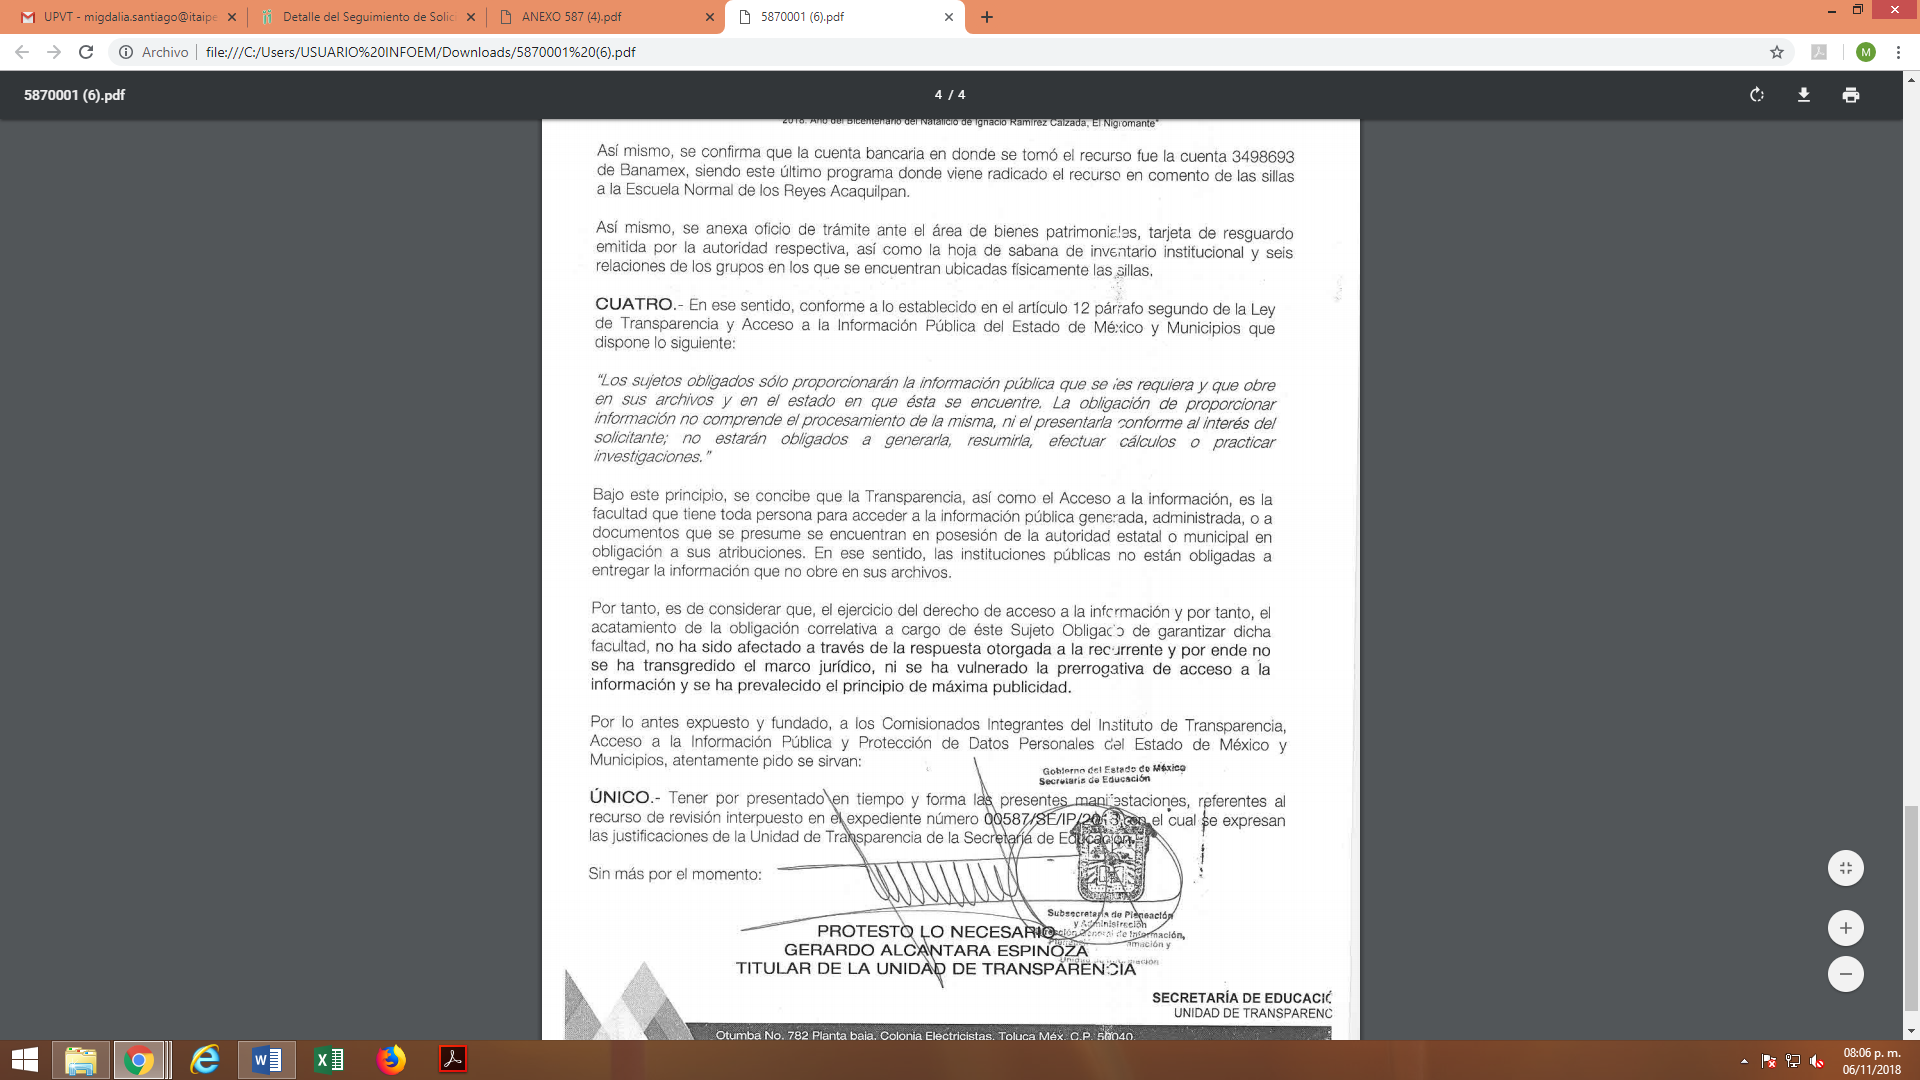 UPVT - migdalia.santiago@itaipe
Detalle del Seguimiento de Solic
ANEXO 587 (4).pdf
5870001 (6).pdf
Archivo
file:///C:/Users/USUARIO%20INFOEM/Downloads/5870001%20(6).pdf
M
5870001 (6).pdf
4 / 4
2018. Año del Bicentenario del Natalicio de Ignacio Ramírez Calzada, El Nigromante"
Así mismo, se confirma que la cuenta bancaria en donde se tomó el recurso fue la cuenta 3498693
de Banamex, siendo este último programa donde viene radicado el recurso en comento de las sillas
a la Escuela Normal de los Reyes Acaquilpan.
Así mismo, se anexa oficio de trámite ante el área de bienes patrimoniales, tarjeta de resguardo
emitida por la autoridad respectiva, así como la hoja de sabana de inventario institucional y seis
relaciones de los grupos en los que se encuentran ubicadas físicamente las sillas.
CUATRO.- En ese sentido, conforme a lo establecido en el artículo 12 párrafo segundo de la Ley
de Transparencia y Acceso a la Información Pública del Estado de México y Municipios que
dispone lo siguiente:
"Los sujetos obligados sólo proporcionarán la información pública que se les requiera y que obre
en sus archivos y en el estado en que ésta se encuentre. La obligación de proporcionar
información no comprende el procesamiento de la misma, ni el presentarla conforme al interés del
solicitante; no estarán obligados a generarla, resumirla, efectuar cálculos o practicar
investigaciones."
Bajo este principio, se concibe que la Transparencia, así como el Acceso a la información, es la
facultad que tiene toda persona para acceder a la información pública generada, administrada, o a
documentos que se presume se encuentran en posesión de la autoridad estatal o municipal en
obligación a sus atribuciones. En ese sentido, las instituciones públicas no están obligadas a
entregar la información que no obre en sus archivos.
Por tanto, es de considerar que, el ejercicio del derecho de acceso a la información y por tanto, el
acatamiento de la obligación correlativa a cargo de éste Sujeto Obligado de garantizar dicha
facultad, no ha sido afectado a través de la respuesta otorgada a la recurrente y por ende no
se ha transgredido el marco jurídico, ni se ha vulnerado la prerrogativa de acceso a la
información y se ha prevalecido el principio de máxima publicidad.
Por lo antes expuesto y fundado, a los Comisionados Integrantes del Instituto de Transparencia,
Acceso a la Información Pública y Protección de Datos Personales del Estado de México y
Municipios, atentamente pido se sirvan:
Gobierno del Estado de México
Secretaría de Educación
ÚNICO.- Tener por presentado en tiempo y forma las presentes manifestaciones, referentes al
recurso de revisión interpuesto en el expediente número 00587/SE/IP/2018 con el cual se expresan
las justificaciones de la Unidad de Transparencia de la Secretaría de Educación.
Sin más por el momento:
Subsecretaría de Planeación
y Administración
Dirección General de Información,
PROTESTO LO NECESARIO
GERARDO ALCANTARA ESPINOZA
TITULAR DE LA UNIDAD DE TRANSPARENCIA
SECRETARÍA DE EDUCACIÓ
UNIDAD DE TRANSPARENC
Otumba No. 782 Planta baja, Colonia Electricistas, Toluca Méx. C.P. 50040.
08:06 p. m.
06/11/2018